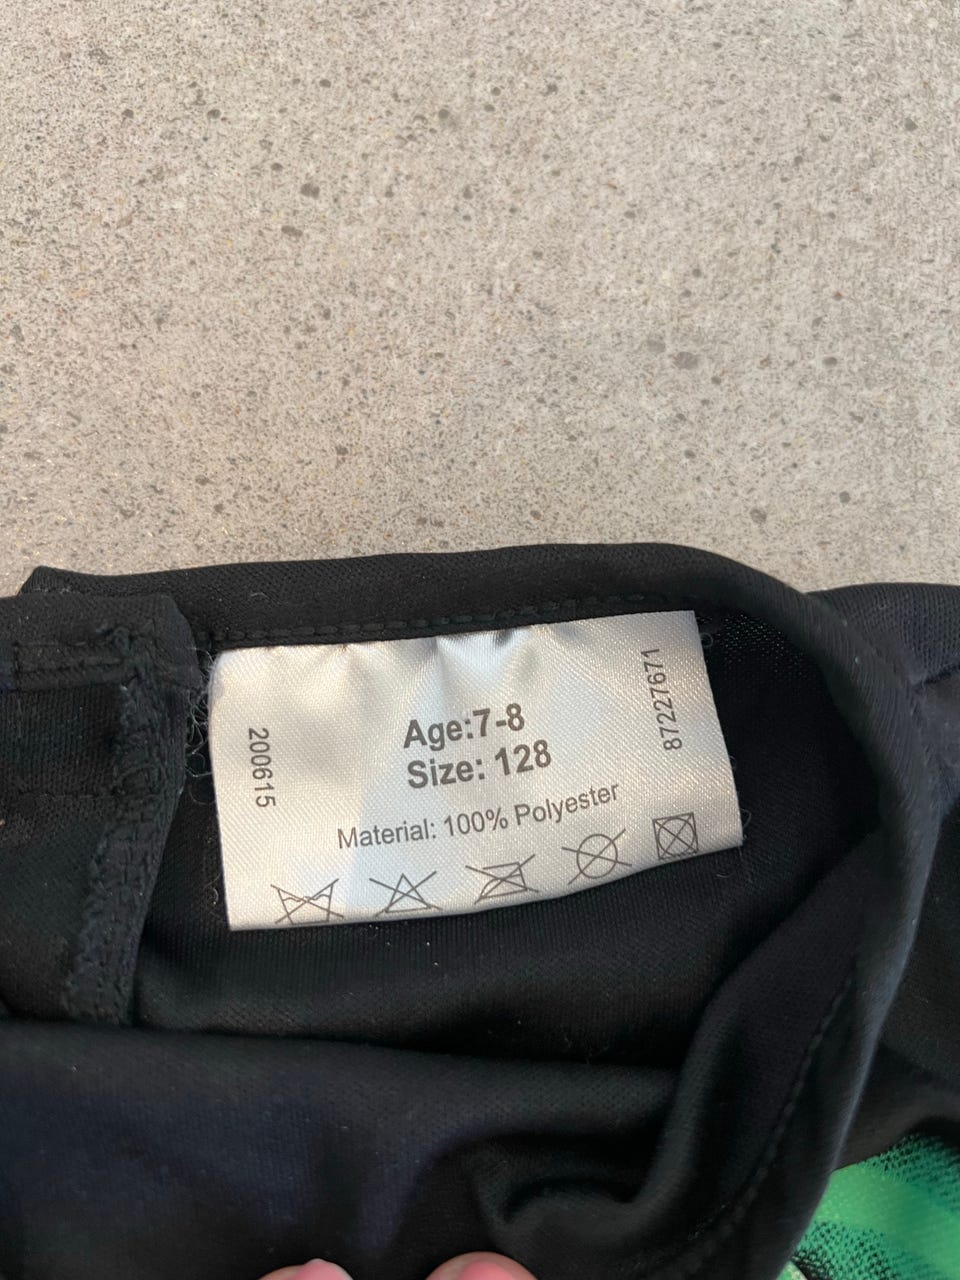 Age:7-8
Size: 128
Material: 100% Polyester
200615
87227671